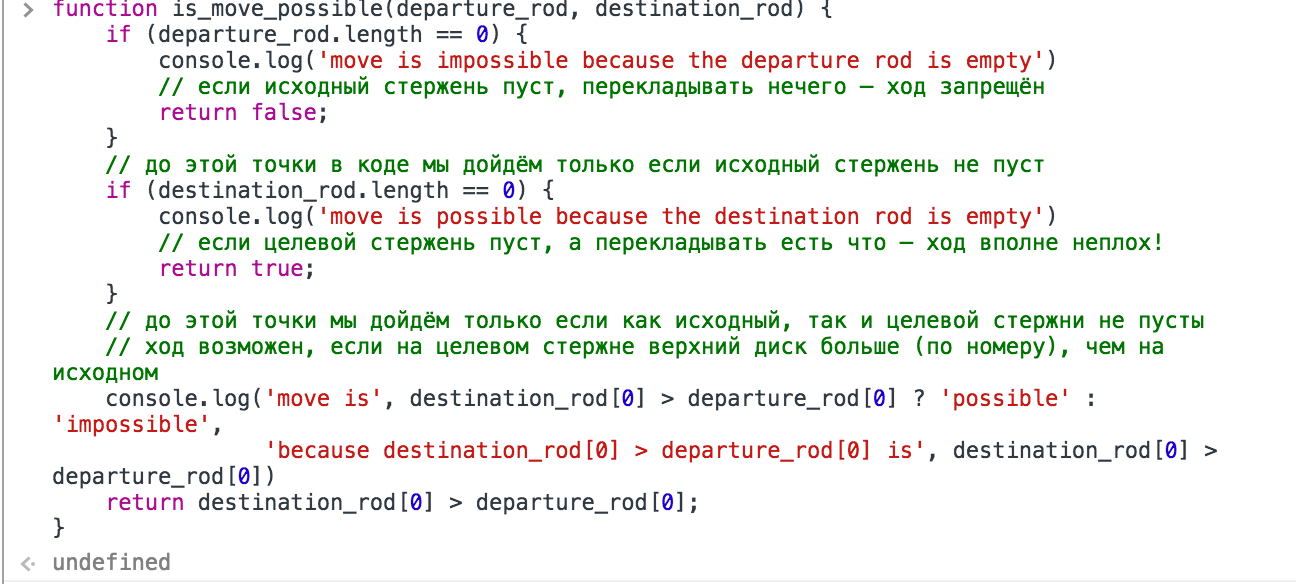 function is_move_possible(departure_rod, destination_rod) {
if (departure_rod.length == 0) {
console.log('move is impossible because the departure rod is empty')
// если исходный стержень пуст, перекладывать нечего — ход запрещён
return false;
}
// до этой точки в коде мы дойдём только если исходный стержень не пуст
if (destination_rod.length == 0) {
console.log('move is possible because the destination rod is empty')
// если целевой стержень пуст, а перекладывать есть что — ход вполне неплох!
return true;
}
// до этой точки мы дойдём только если как исходный, так и целевой стержни не пусты
// ход возможен, если на целевом стержне верхний диск больше (по номеру), чем на
исходном
console.log('move is', destination_rod[0] > departure_rod[0] ? 'possible' :
'impossible',
'because destination_rod[0] > departure_rod[0] is', destination_rod[0] >
departure_rod[0])
return destination_rod[0] > departure_rod[0];
}
undefined